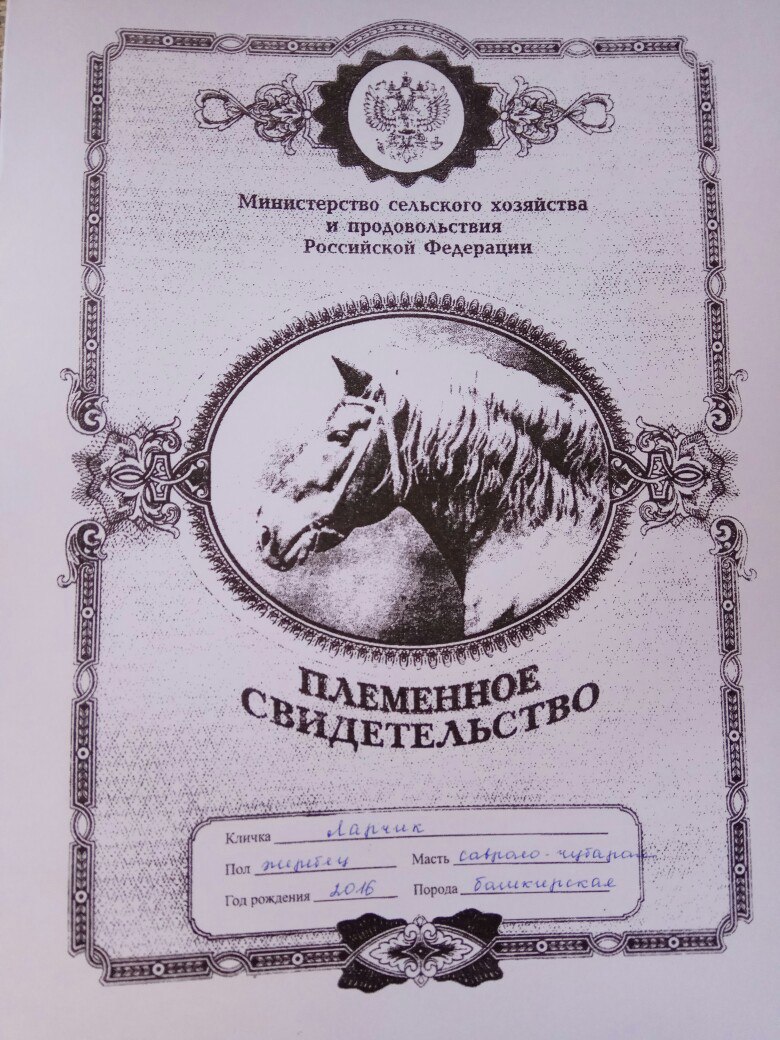 Министерство сельского хозяйства
и продовольствия
Российской Федерации
ПЛЕМЕННОЕ
СВИДЕТЕЛЬСТВО
Кличка Ларчик
Пол жеребец Масть саврасо-чубарая
Год рождения 2016 Порода башкирская